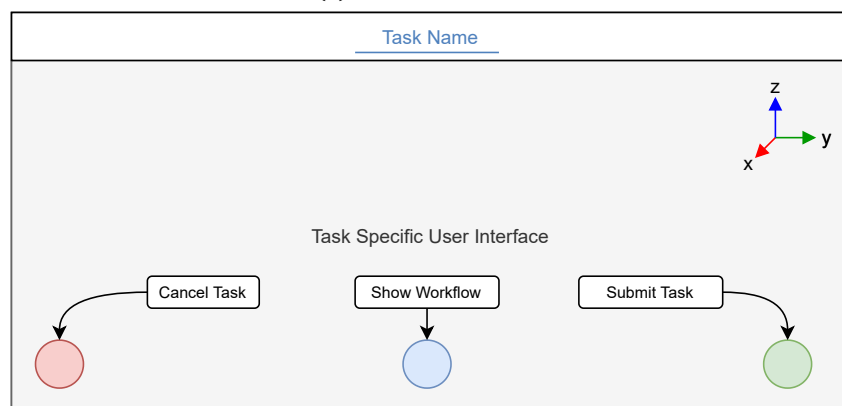 Task Name
z
y
x
Task Specific User Interface
Cancel Task
Show Workflow
Submit Task